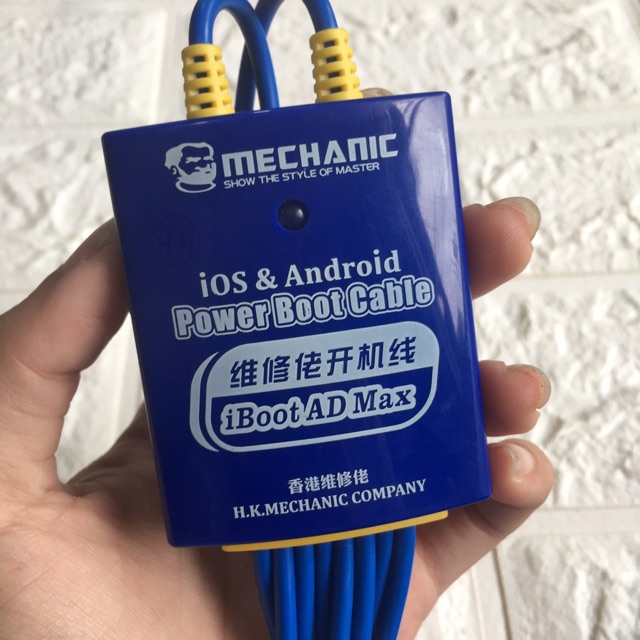 MECHANIC
SHOW THE STYLE OF MASTER
iOS & Android
Power Boot Cable
维修佬开机线
iBoot AD Max
香港维修佬
H.K.MECHANIC COMPANY